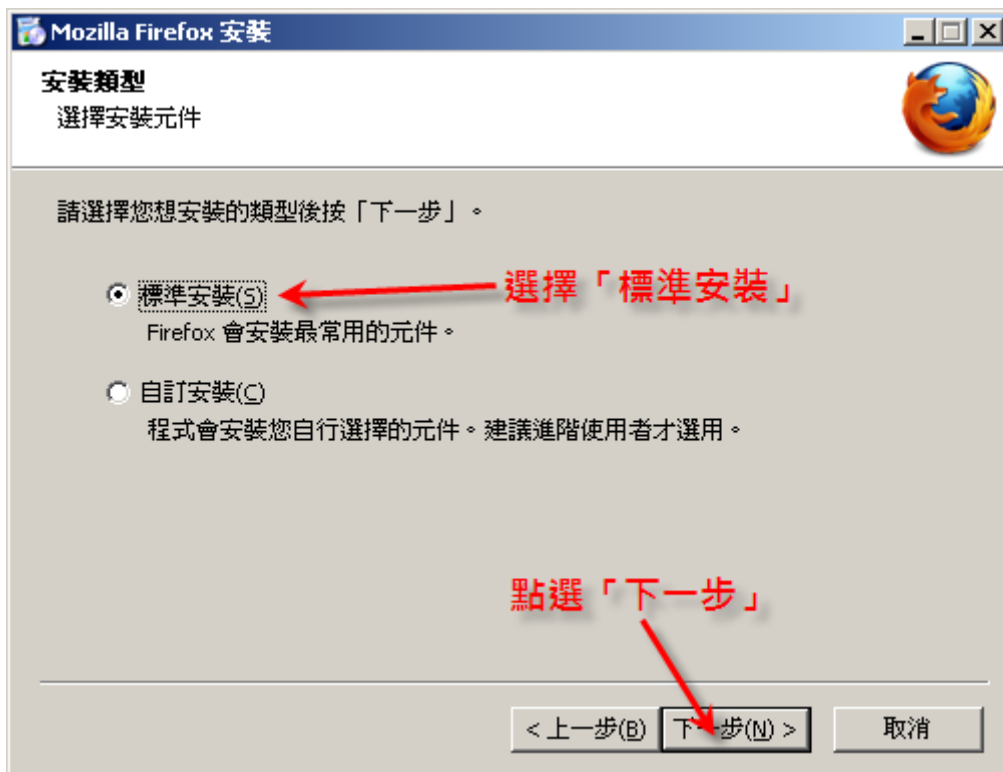 Mozilla Firefox 安裝
安裝類型
選擇安裝元件
請選擇您想安裝的類型後按「下一步」。
標準安裝(S)
選擇「標準安裝」
Firefox 會安裝最常用的元件。
自訂安裝(C)
程式會安裝您自行選擇的元件。建議進階使用者才選用。
點選「下一步」
< 上一步(B)
下一步(N) >
取消